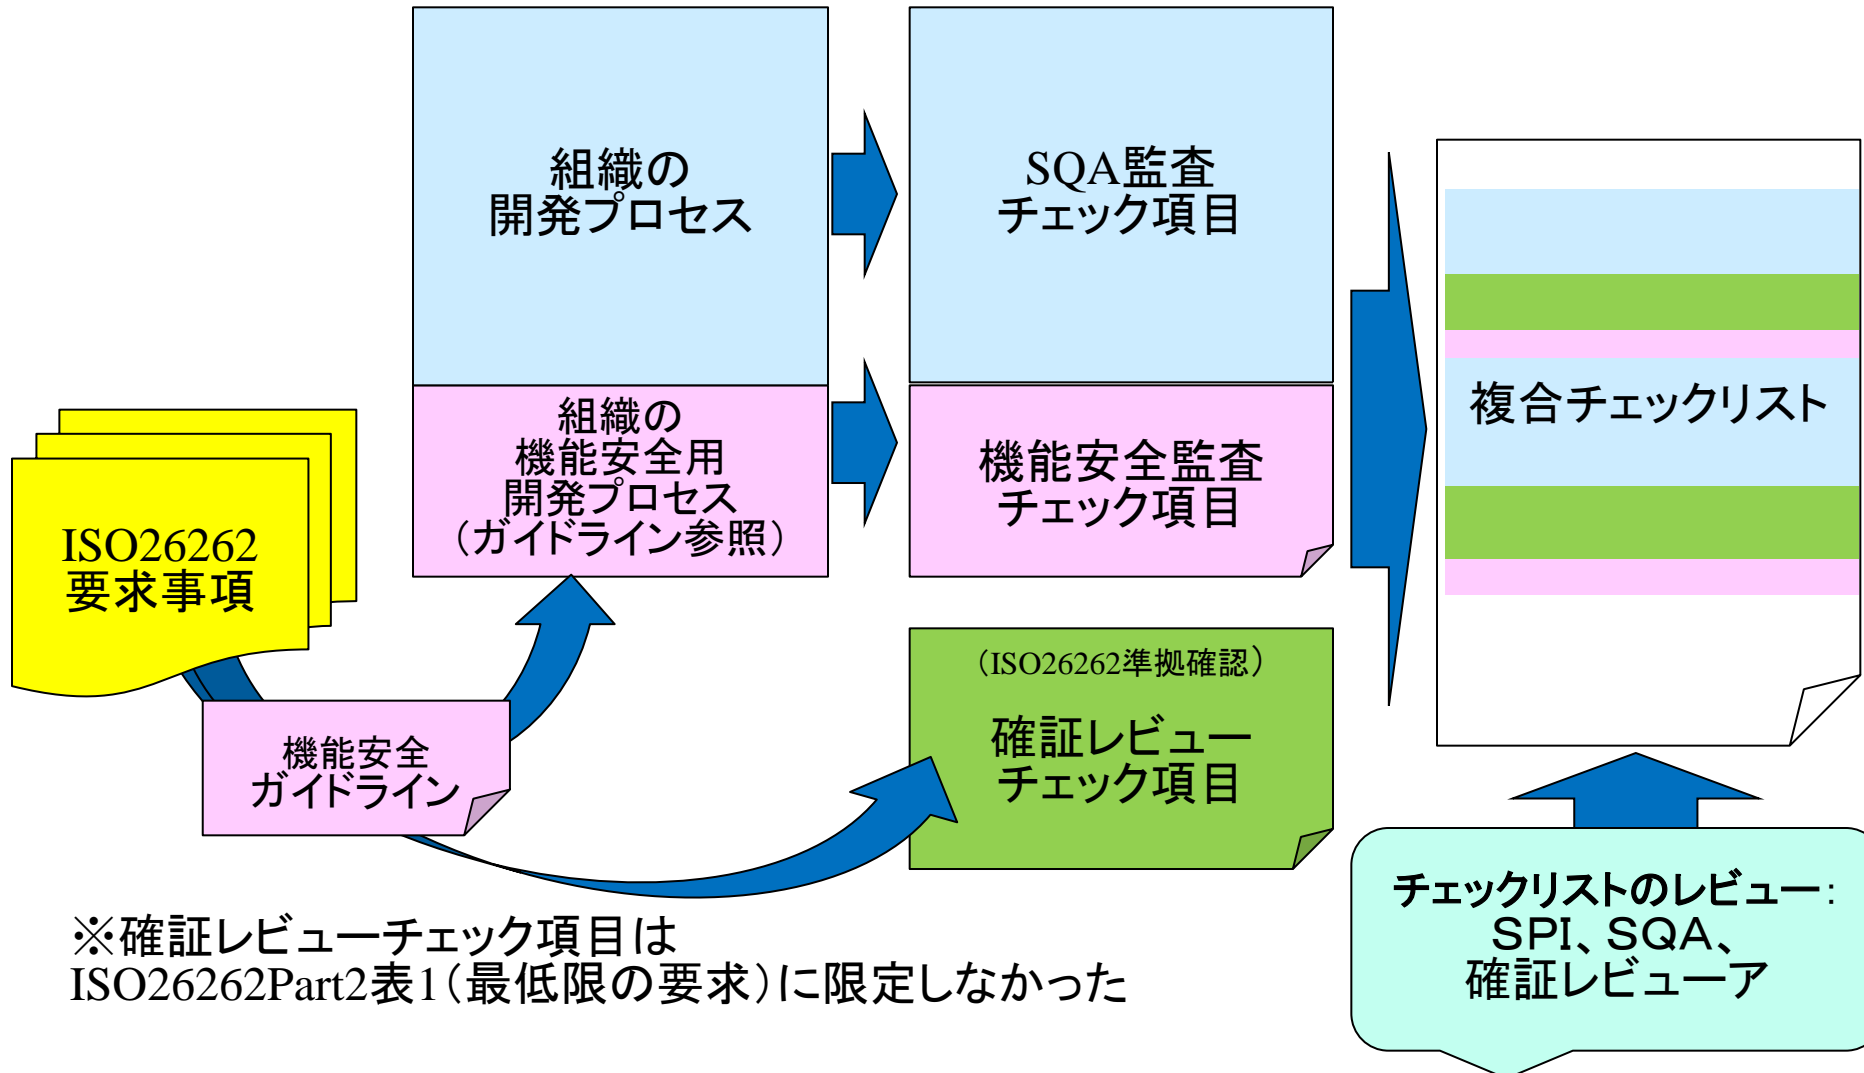 組織の
開発プロセス
SQA監査
チェック項目
組織の
機能安全用
開発プロセス
（ガイドライン参照）
機能安全監査
チェック項目
複合チェックリスト
ISO26262
要求事項
機能安全
ガイドライン
（ISO26262準拠確認）
確証レビュー
チェック項目
チェックリストのレビュー：
SPI、SQA、
確証レビューア
※確証レビューチェック項目は
ISO26262Part2表1（最低限の要求）に限定しなかった